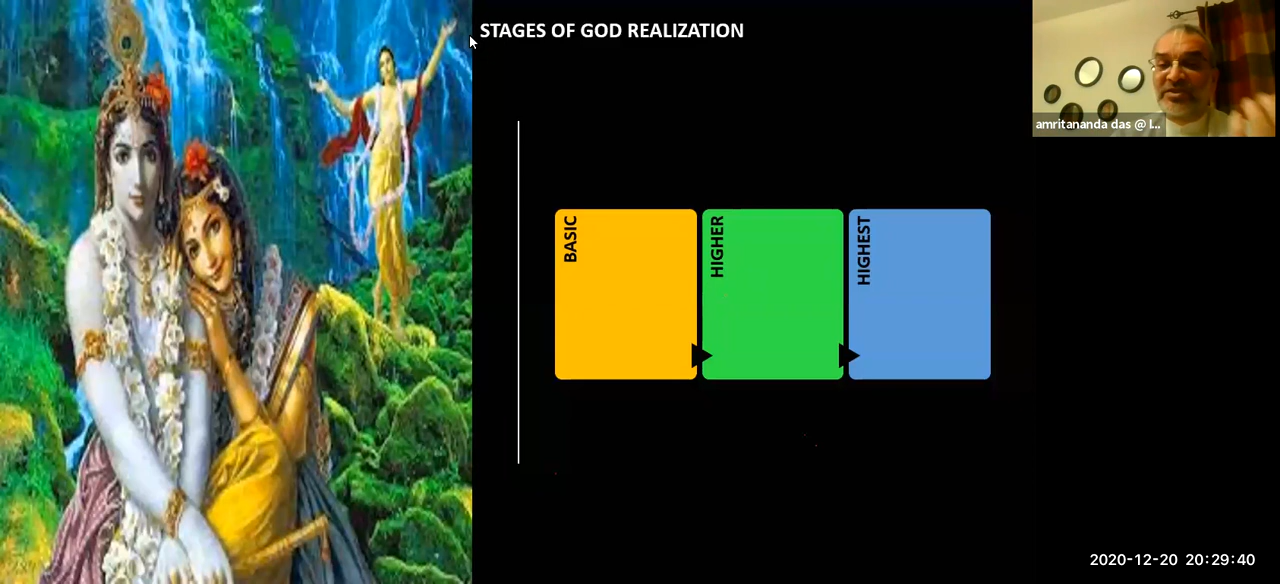 STAGES OF GOD REALIZATION
amritananda das @ l...
BASIC
HIGHER
HIGHEST
2020-12-20 20:29:40